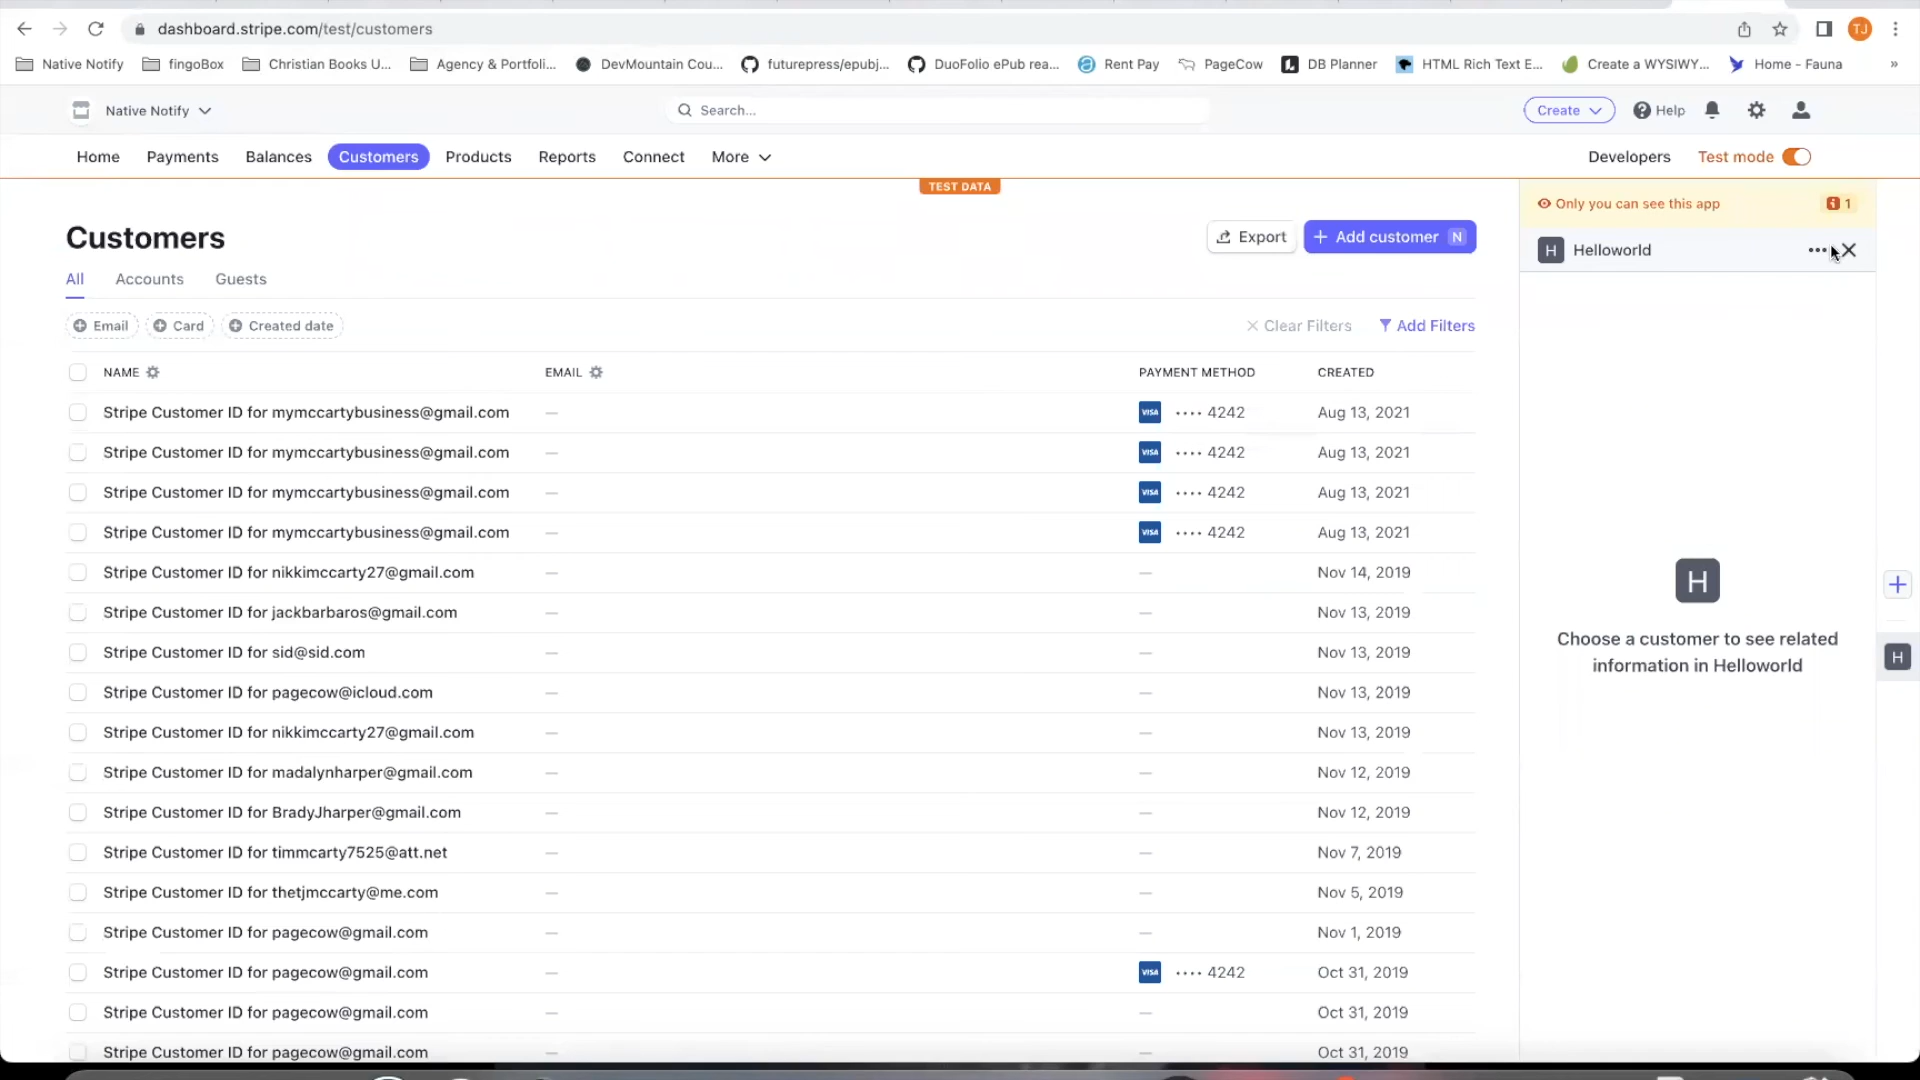 dashboard.stripe.com/test/customers
TJ
Native Notify
fingoBox
Christian Books U...
Agency & Portfoli...
DevMountain Cou...
futurepress/epubj...
DuoFolio ePub rea...
Rent Pay
PageCow
DB Planner
HTML Rich Text E...
Create a WYSIWY...
Home - Fauna
»
Native Notify
Search...
Create
Help
Home
Payments
Balances
Customers
Products
Reports
Connect
More
Developers
Test mode
TEST DATA
Only you can see this app
1
Customers
Export
+ Add customer N
H Helloworld
All
Accounts
Guests
Email
Card
Created date
Clear Filters
Add Filters
NAME EMAIL PAYMENT METHOD CREATED
Stripe Customer ID for mymccartybusiness@gmail.com — VISA •••• 4242 Aug 13, 2021
Stripe Customer ID for mymccartybusiness@gmail.com — VISA •••• 4242 Aug 13, 2021
Stripe Customer ID for mymccartybusiness@gmail.com — VISA •••• 4242 Aug 13, 2021
Stripe Customer ID for mymccartybusiness@gmail.com — VISA •••• 4242 Aug 13, 2021
Stripe Customer ID for nikkimccarty27@gmail.com — — Nov 14, 2019
Stripe Customer ID for jackbarbaros@gmail.com — — Nov 13, 2019
Stripe Customer ID for sid@sid.com — — Nov 13, 2019
Stripe Customer ID for pagecow@icloud.com — — Nov 13, 2019
Stripe Customer ID for nikkimccarty27@gmail.com — — Nov 13, 2019
Stripe Customer ID for madalynharper@gmail.com — — Nov 12, 2019
Stripe Customer ID for BradyJharper@gmail.com — — Nov 12, 2019
Stripe Customer ID for timmcarty7525@att.net — — Nov 7, 2019
Stripe Customer ID for thetjmccarty@me.com — — Nov 5, 2019
Stripe Customer ID for pagecow@gmail.com — — Nov 1, 2019
Stripe Customer ID for pagecow@gmail.com — VISA •••• 4242 Oct 31, 2019
Stripe Customer ID for pagecow@gmail.com — — Oct 31, 2019
Stripe Customer ID for pagecow@gmail.com — — Oct 31, 2019
H
Choose a customer to see related
information in Helloworld
H